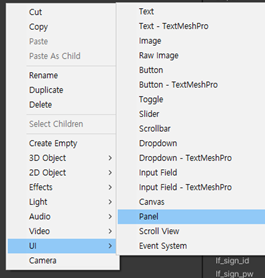 Cut
Copy
Paste
Paste As Child
Rename
Duplicate
Delete
Select Children
Create Empty
3D Object
2D Object
Effects
Light
Audio
Video
UI
Camera
Text
Text - TextMeshPro
Image
Raw Image
Button
Button - TextMeshPro
Toggle
Slider
Scrollbar
Dropdown
Dropdown - TextMeshPro
Input Field
Input Field - TextMeshPro
Canvas
Panel
Scroll View
Event System
If_sign_id
If_sign_pw